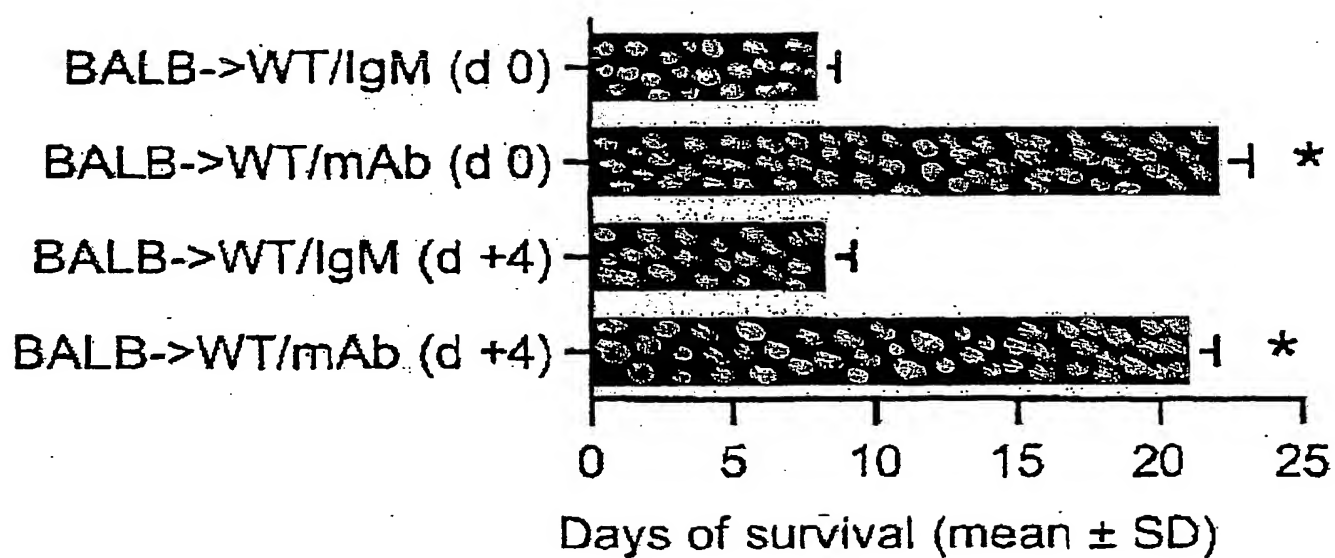 BALB->WT/IgM (d 0)
*
BALB->WT/mAb (d 0)
BALB->WT/IgM (d +4)
*
BALB->WT/mAb (d +4)
0 5 10 15 20 25
Days of survival (mean ± SD)